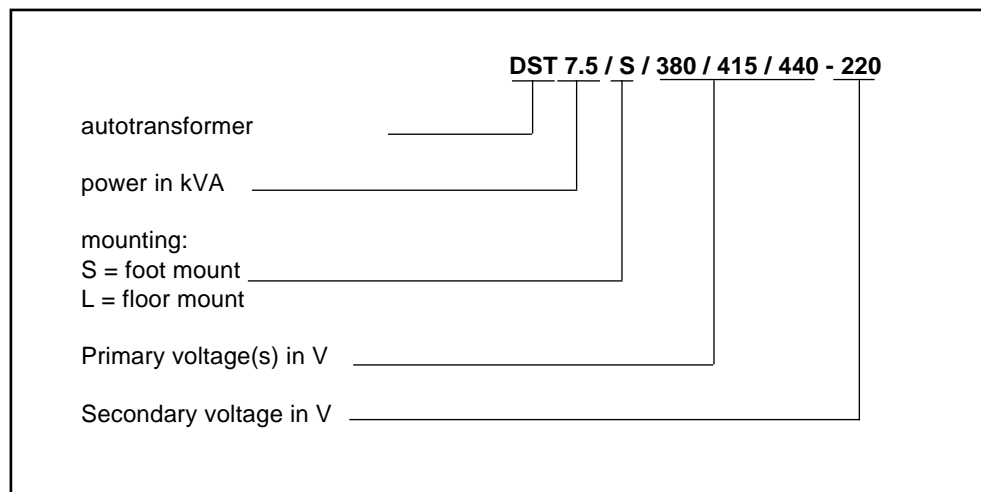 DST 7.5 / S / 380 / 415 / 440 - 220
autotransformer
power in kVA
mounting:
S = foot mount
L = floor mount
Primary voltage(s) in V
Secondary voltage in V